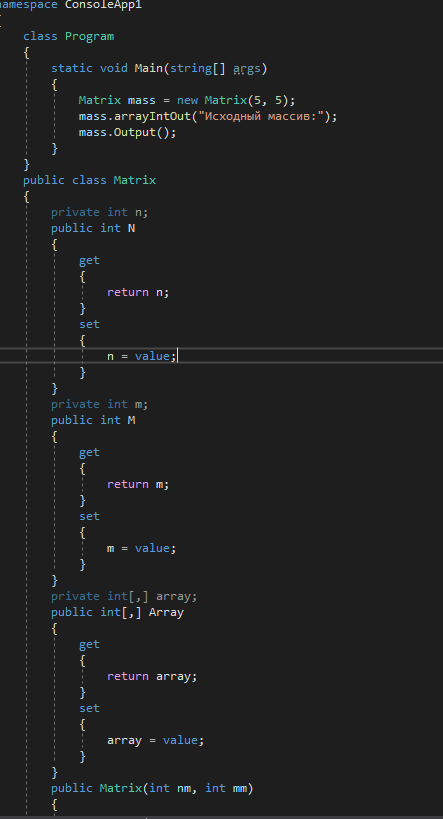 namespace ConsoleApp1
{
class Program
{
static void Main(string[] args)
{
Matrix mass = new Matrix(5, 5);
mass.arrayIntOut("Исходный массив:");
mass.Output();
}
}
public class Matrix
{
private int n;
public int N
{
get
{
return n;
}
set
{
n = value;
}
}
private int m;
public int M
{
get
{
return m;
}
set
{
m = value;
}
}
private int[,] array;
public int[,] Array
{
get
{
return array;
}
set
{
array = value;
}
}
public Matrix(int nm, int mm)
{